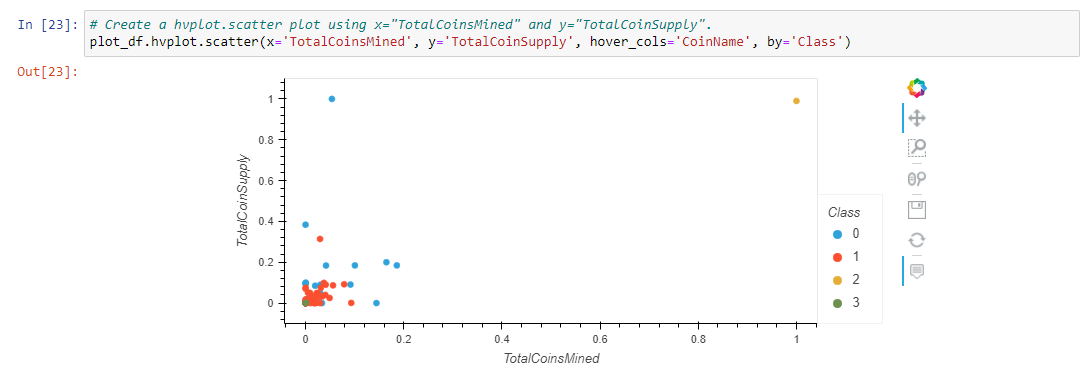 In [23]: # Create a hvplot.scatter plot using x="TotalCoinsMined" and y="TotalCoinSupply".
plot_df.hvplot.scatter(x='TotalCoinsMined', y='TotalCoinSupply', hover_cols='CoinName', by='Class')
Out[23]:
TotalCoinSupply
1
0.8
0.6
0.4
0.2
0
0 0.2 0.4 0.6 0.8 1
TotalCoinsMined
Class
0
1
2
3